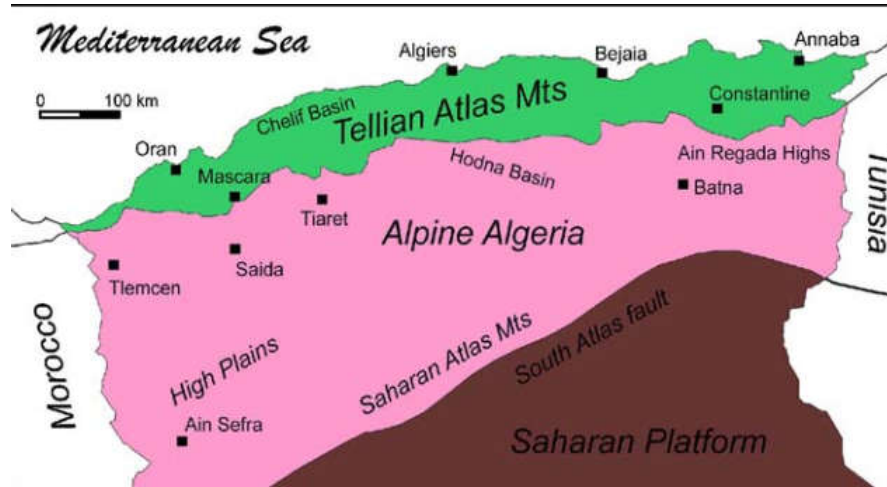 Mediterranean Sea
Annaba
Algiers
Bejaia
0 100 km
Constantine
Chelif Basin
Tellian Atlas Mts
Oran
Ain Regada Highs
Hodna Basin
Mascara
Batna
Tiaret
Tunisia
Alpine Algeria
Saida
Tlemcen
Morocco
High Plains
Saharan Atlas Mts
South Atlas fault
Ain Sefra
Saharan Platform